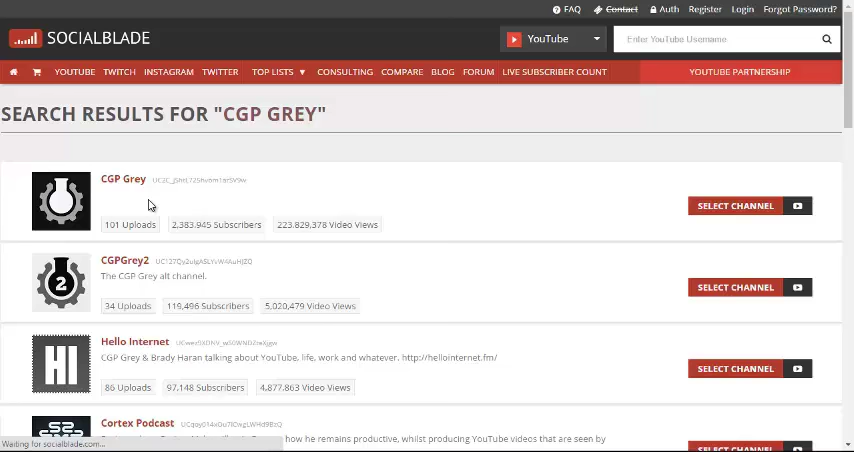 FAQ Contact Auth Register Login Forgot Password?
SOCIALBLADE YouTube Enter YouTube Username
YOUTUBE TWITCH INSTAGRAM TWITTER TOP LISTS ▼ CONSULTING COMPARE BLOG FORUM LIVE SUBSCRIBER COUNT YOUTUBE PARTNERSHIP
SEARCH RESULTS FOR "CGP GREY"
CGP Grey
SELECT CHANNEL
101 Uploads 2,383,945 Subscribers 223,829,378 Video Views
2
CGPGrey2
The CGP Grey alt channel.
SELECT CHANNEL
34 Uploads 119,496 Subscribers 5,020,479 Video Views
HI
Hello Internet
CGP Grey & Brady Haran talking about YouTube, life, work and whatever. http://hellointernet.fm/
SELECT CHANNEL
86 Uploads 97,148 Subscribers 4,877,863 Video Views
Cortex Podcast
how he remains productive, whilst producing YouTube videos that are seen by
SELECT CHANNEL
Waiting for socialblade.com...